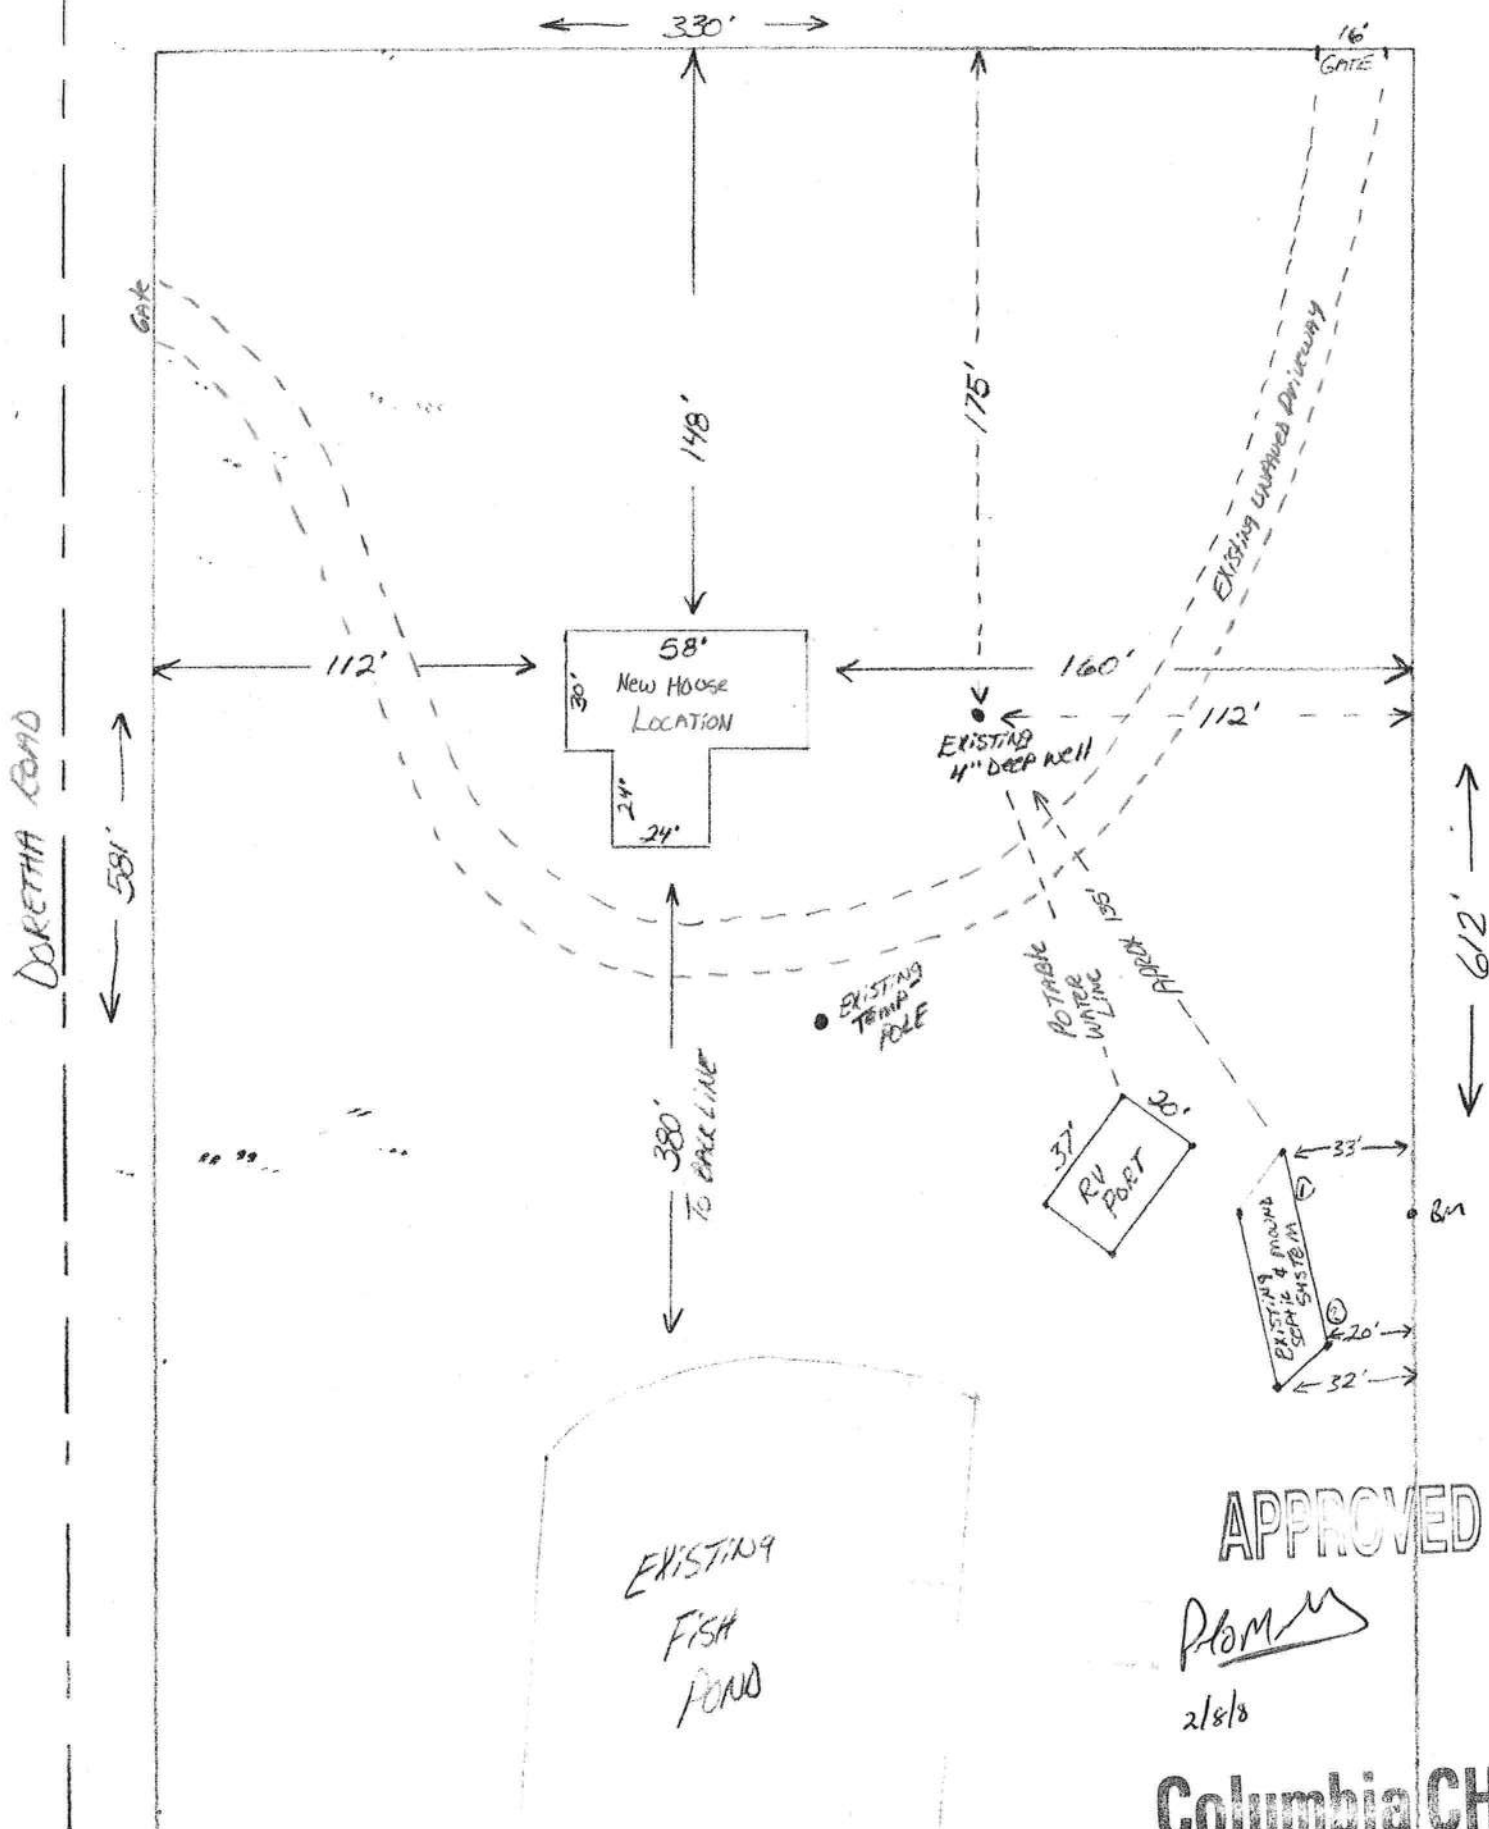 330'
16'
GATE
GATE
148'
175'
EXISTING UNPAVED DRIVEWAY
112'
58'
30'
NEW HOUSE
LOCATION
160'
112'
EXISTING
4" DEEP WELL
24'
24'
DORETHA ROAD
581'
612'
APPROX 135'
POTABLE
WATER
LINE
EXISTING
TEMP-
POLE
380'
TO BACK LINE
37'
20'
RV
PORT
33'
BM
EXISTING
SEPTIC & MOUND
SYSTEM
20'
32'
EXISTING
FISH
POND
APPROVED
2/8/8
Columbia CH